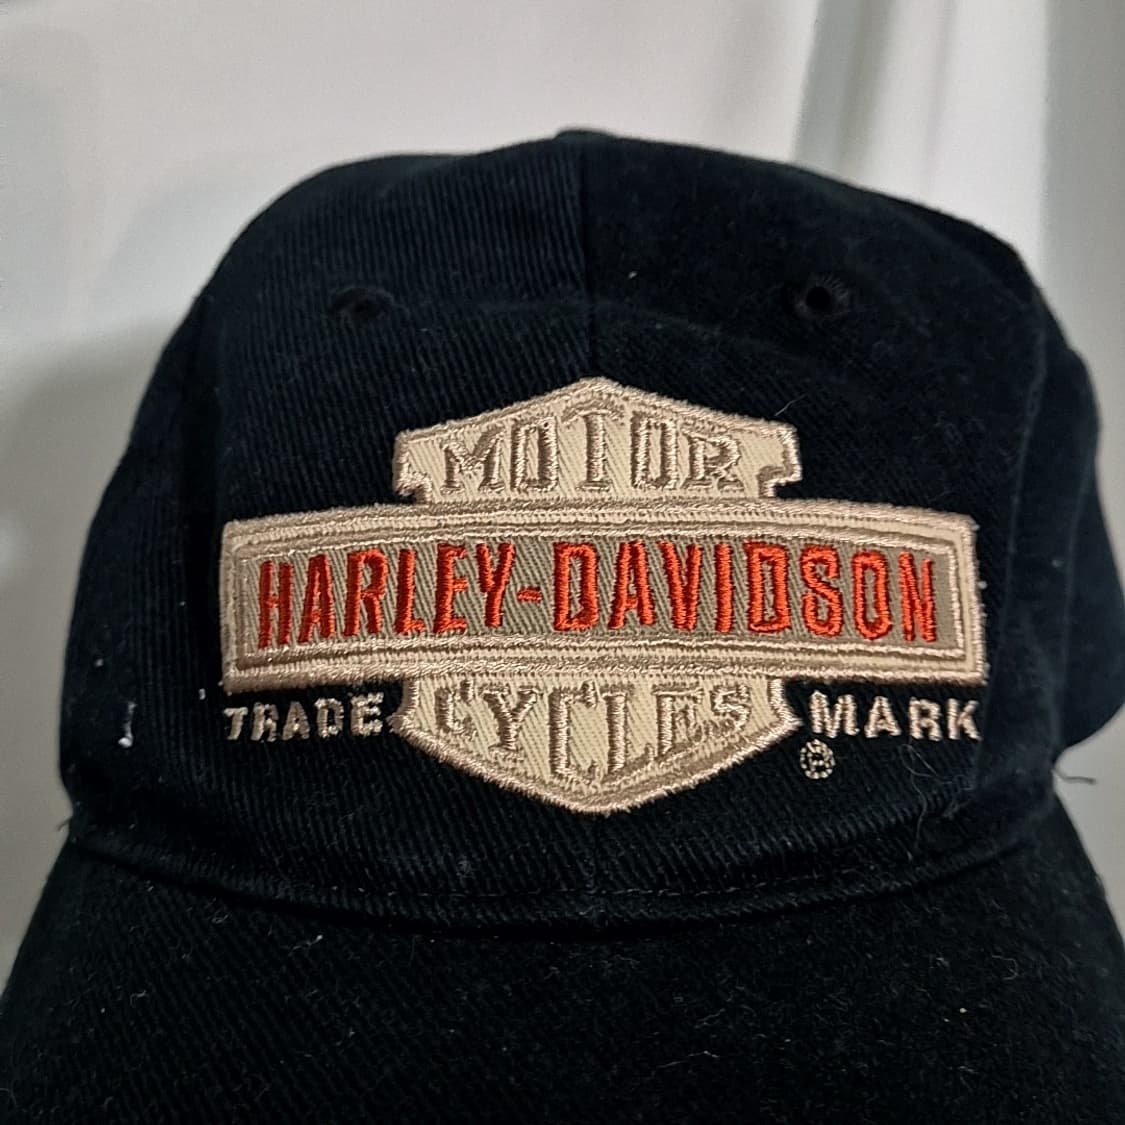 MOTOR
HARLEY-DAVIDSON
TRADE CYCLES MARK
®